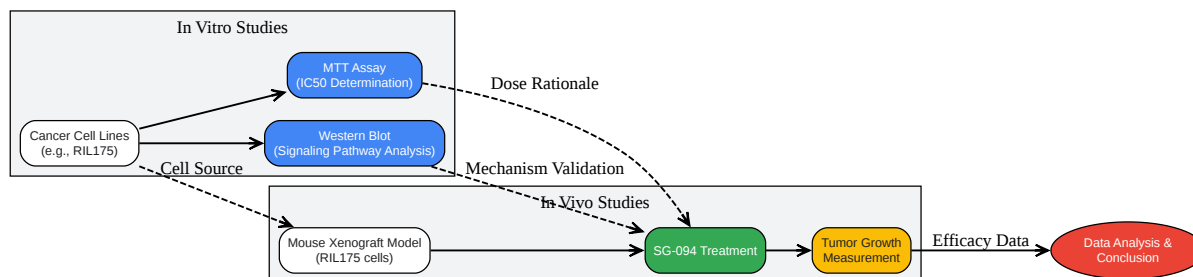 In Vitro Studies
MTT Assay
(IC50 Determination)
Dose Rationale
Cancer Cell Lines
(e.g., RIL175)
Western Blot
(Signaling Pathway Analysis)
Cell Source
Mechanism Validation
In Vivo Studies
Mouse Xenograft Model
(RIL175 cells)
SG-094 Treatment
Tumor Growth
Measurement
Efficacy Data
Data Analysis &
Conclusion